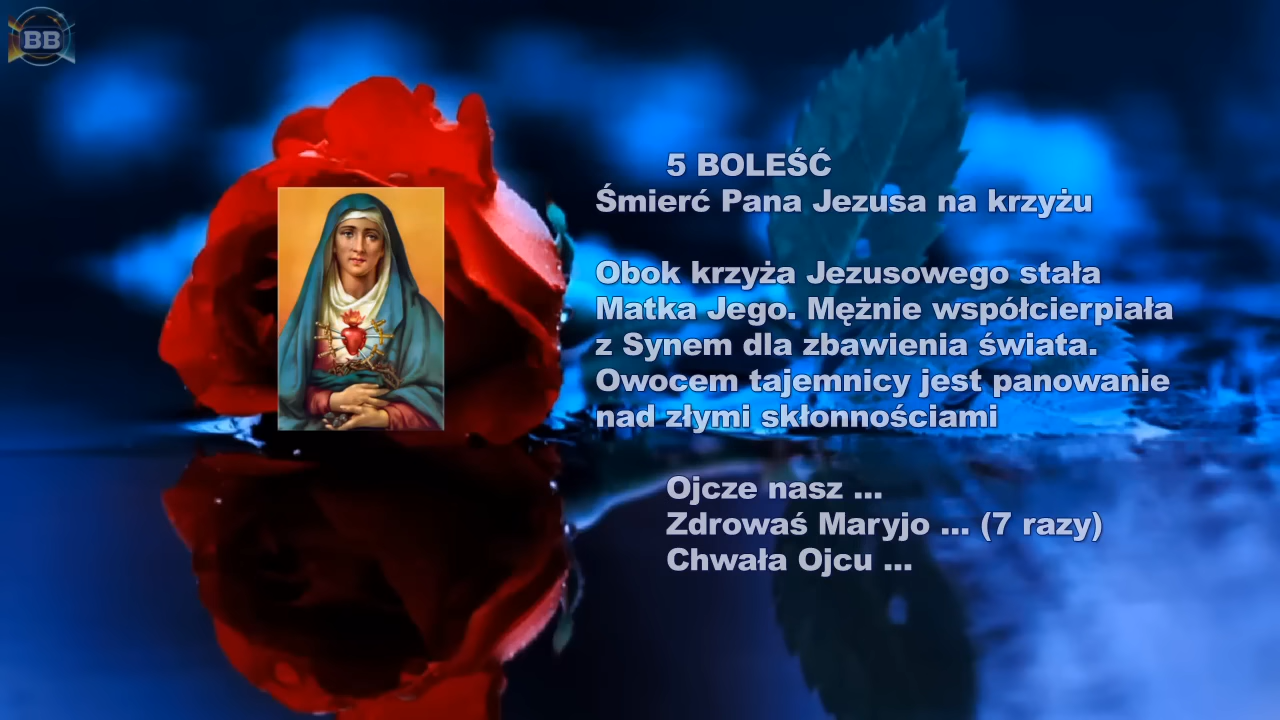 BB
5 BOLEŚĆ
Śmierć Pana Jezusa na krzyżu
Obok krzyża Jezusowego stała
Matka Jego. Mężnie współcierpiała
z Synem dla zbawienia świata.
Owocem tajemnicy jest panowanie
nad złymi skłonnościami
Ojcze nasz ...
Zdrowaś Maryjo ... (7 razy)
Chwała Ojcu ...